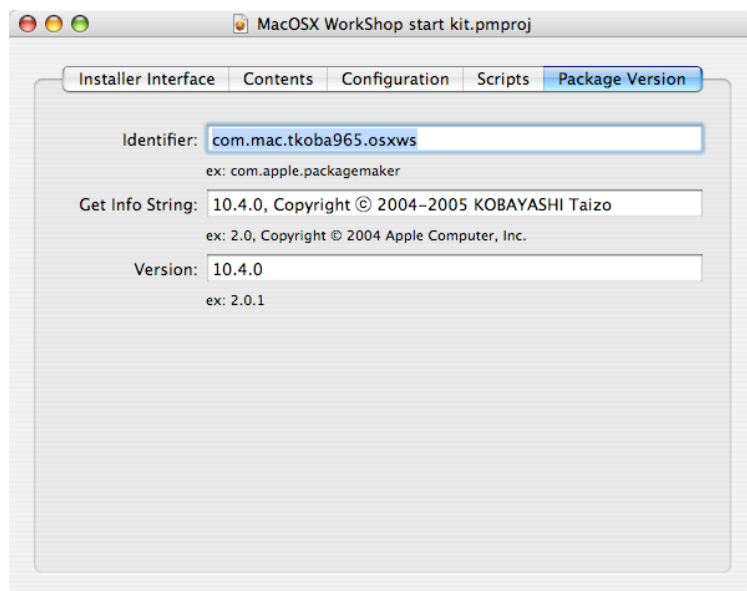 MacOSX WorkShop start kit.pmproj
Installer Interface Contents Configuration Scripts Package Version
Identifier: com.mac.tkoba965.osxws
ex: com.apple.packagemaker
Get Info String: 10.4.0, Copyright ⓒ 2004-2005 KOBAYASHI Taizo
ex: 2.0, Copyright © 2004 Apple Computer, Inc.
Version: 10.4.0
ex: 2.0.1